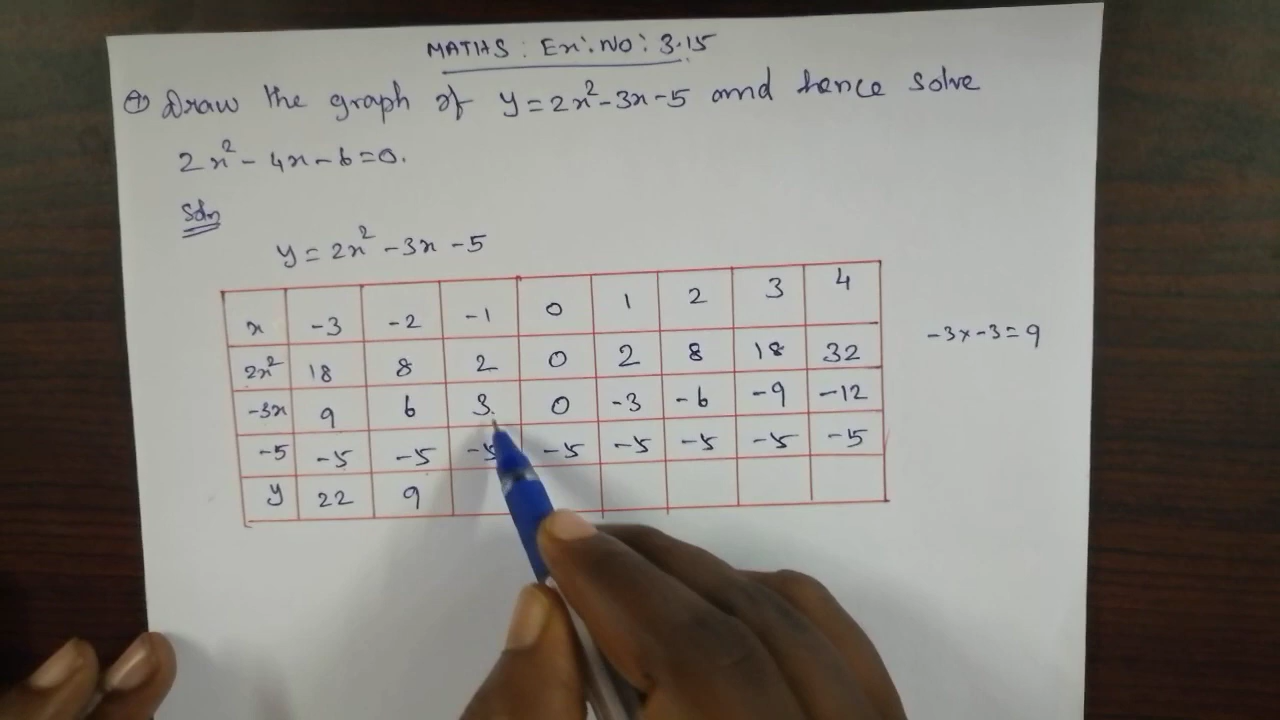 MATHS : Ex: No: 3.15
Draw the graph of y = 2x² - 3x - 5 and hence solve
2x² - 4x - 6 = 0.
Soln
y = 2x² - 3x - 5
x -3 -2 -1 0 1 2 3 4
-3x-3=9
2x² 18 8 2 0 2 8 18 32
-3x 9 6 3 0 -3 -6 -9 -12
-5 -5 -5 -5 -5 -5 -5 -5 -5
y 22 9